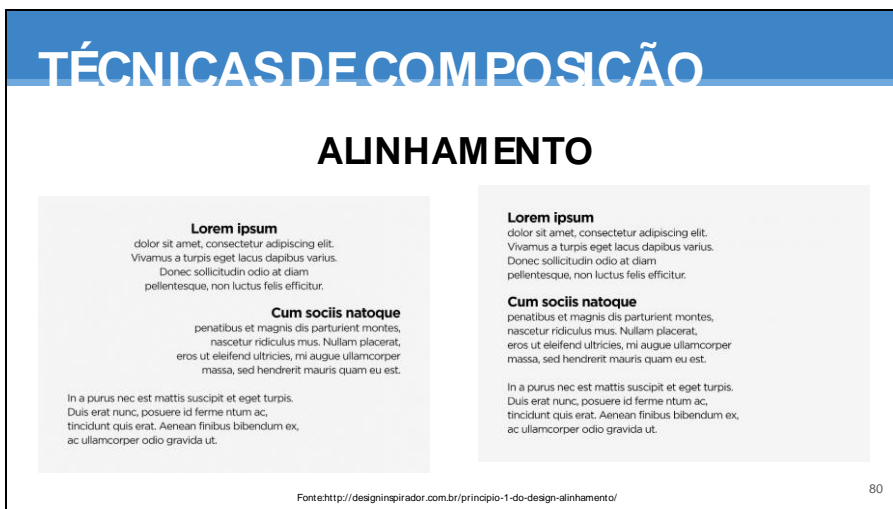 TÉCNICAS DE COMPOSIÇÃO
ALINHAMENTO
Lorem ipsum
dolor sit amet, consectetur adipiscing elit.
Vivamus a turpis eget lacus dapibus varius.
Donec sollicitudin odio at diam
pellentesque, non luctus felis efficitur.
Cum sociis natoque
penatibus et magnis dis parturient montes,
nascetur ridiculus mus. Nullam placerat,
eros ut eleifend ultricies, mi augue ullamcorper
massa, sed hendrerit mauris quam eu est.
In a purus nec est mattis suscipit et eget turpis.
Duis erat nunc, posuere id ferme ntum ac,
tincidunt quis erat. Aenean finibus bibendum ex,
ac ullamcorper odio gravida ut.
Lorem ipsum
dolor sit amet, consectetur adipiscing elit.
Vivamus a turpis eget lacus dapibus varius.
Donec sollicitudin odio at diam
pellentesque, non luctus felis efficitur.
Cum sociis natoque
penatibus et magnis dis parturient montes,
nascetur ridiculus mus. Nullam placerat,
eros ut eleifend ultricies, mi augue ullamcorper
massa, sed hendrerit mauris quam eu est.
In a purus nec est mattis suscipit et eget turpis.
Duis erat nunc, posuere id ferme ntum ac,
tincidunt quis erat. Aenean finibus bibendum ex,
ac ullamcorper odio gravida ut.
Fonte:http://designinspirador.com.br/principio-1-do-design-alinhamento/
80